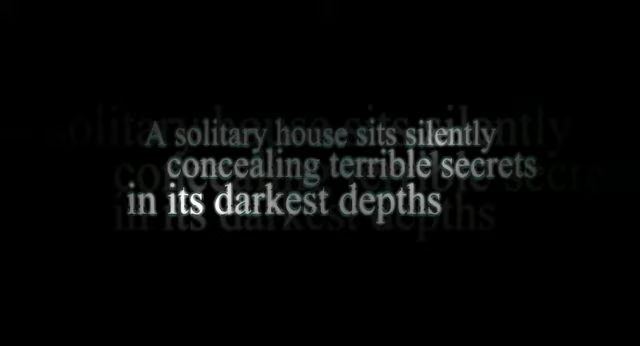 A solitary house sits silently
concealing terrible secrets
in its darkest depths